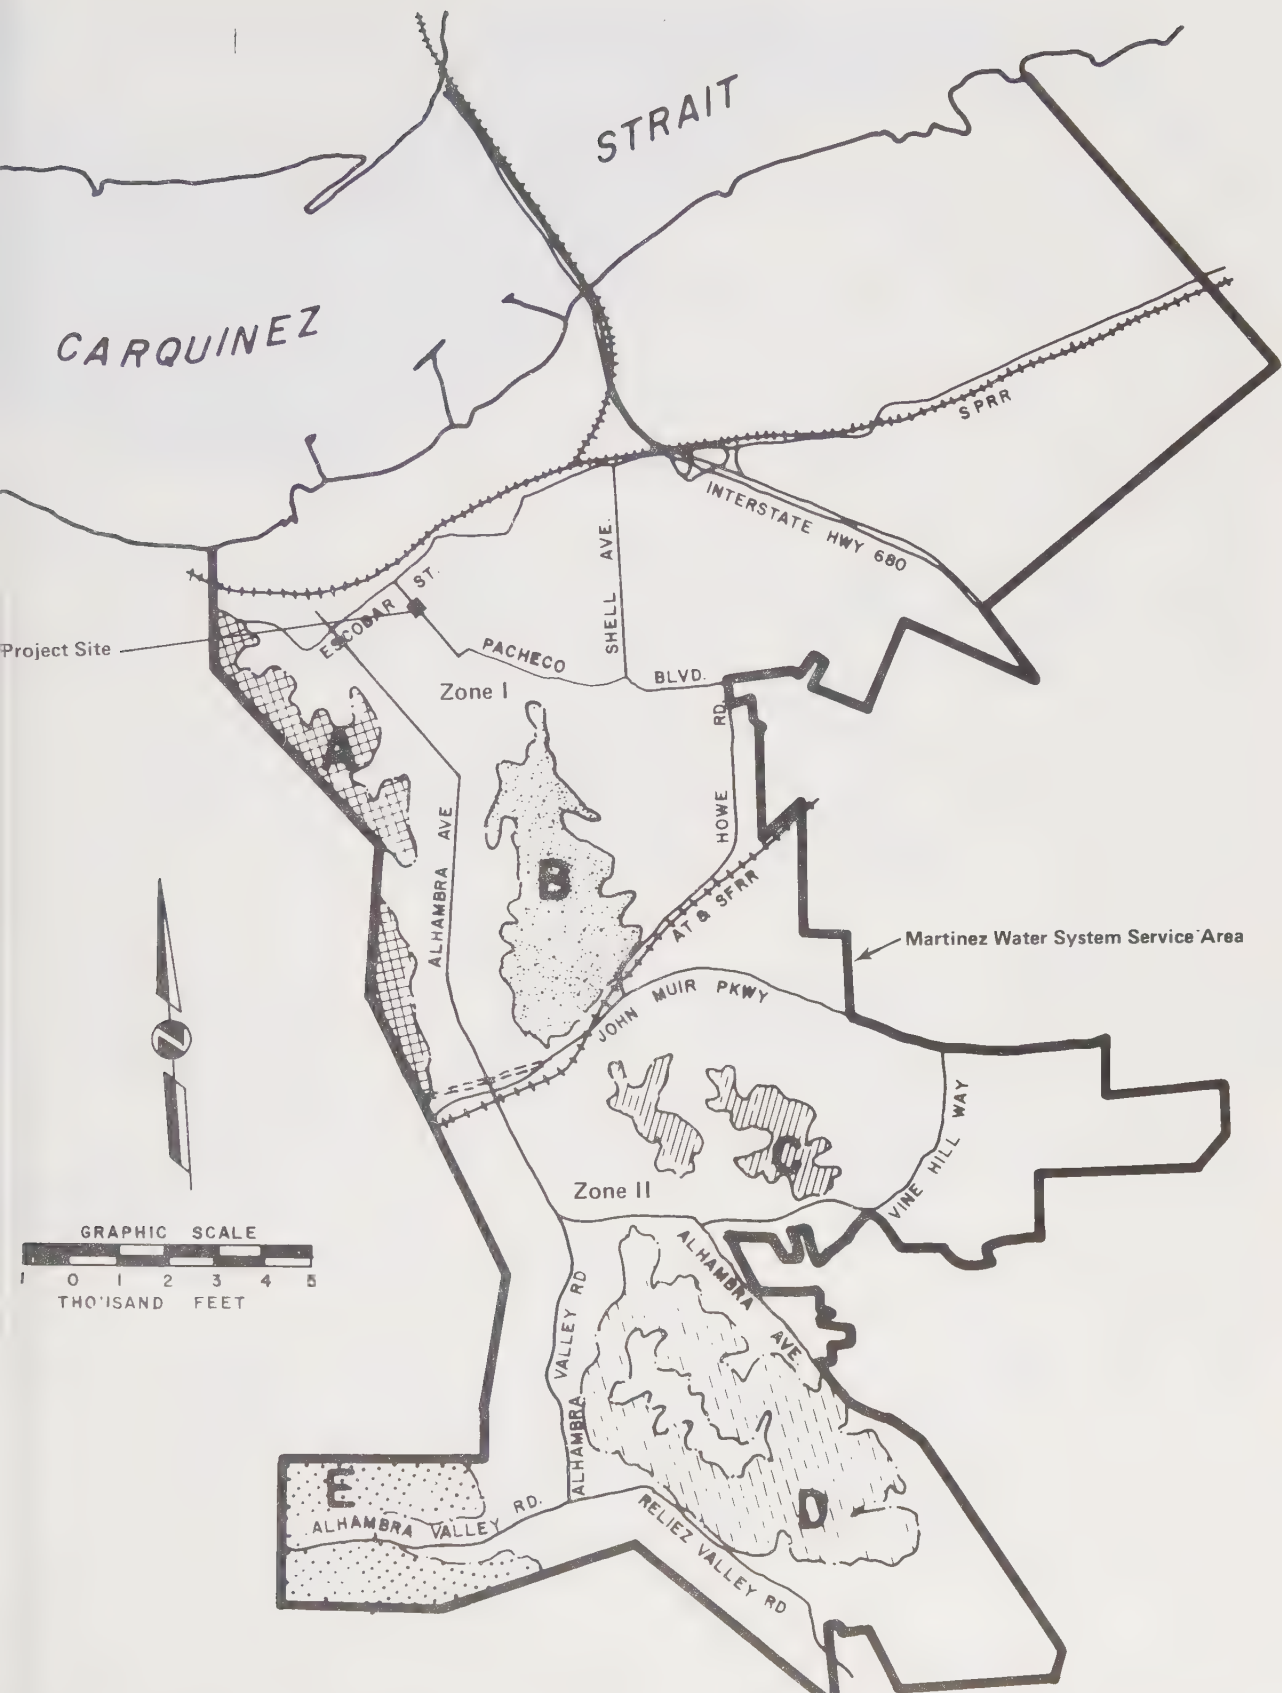 STRAIT
CARQUINEZ
SPRR
INTERSTATE HWY 680
SHELL AVE.
ESCOBAR ST.
Project Site
PACHECO BLVD.
Zone I
HOWE RD.
A
ALHAMBRA AVE
B
AT & SFRR
Martinez Water System Service Area
JOHN MUIR PKWY
N
C
VINE HILL WAY
Zone II
GRAPHIC SCALE
1 0 1 2 3 4 5
THOUSAND FEET
ALHAMBRA AVE.
ALHAMBRA VALLEY RD
E
D
ALHAMBRA VALLEY RD.
RELIEZ VALLEY RD